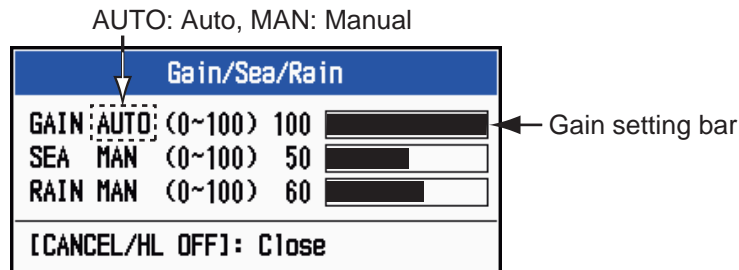 AUTO: Auto, MAN: Manual
Gain/Sea/Rain
GAIN AUTO (0~100) 100
Gain setting bar
SEA MAN (0~100) 50
RAIN MAN (0~100) 60
[CANCEL/HL OFF]: Close